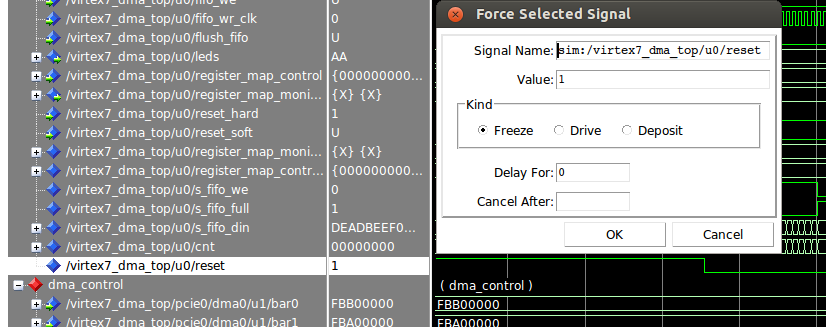 /virtex7_dma_top/u0/fifo_we U
/virtex7_dma_top/u0/fifo_wr_clk 0
/virtex7_dma_top/u0/flush_fifo U
/virtex7_dma_top/u0/leds AA
/virtex7_dma_top/u0/register_map_control {000000000...
/virtex7_dma_top/u0/register_map_moni... {X} {X}
/virtex7_dma_top/u0/reset_hard 1
/virtex7_dma_top/u0/reset_soft U
/virtex7_dma_top/u0/register_map_moni... {X} {X}
/virtex7_dma_top/u0/register_map_contr... {000000000...
/virtex7_dma_top/u0/s_fifo_we 0
/virtex7_dma_top/u0/s_fifo_full 1
/virtex7_dma_top/u0/s_fifo_din DEADBEEF0...
/virtex7_dma_top/u0/cnt 00000000
/virtex7_dma_top/u0/reset 1
dma_control
/virtex7_dma_top/pcie0/dma0/u1/bar0 FBB00000
/virtex7_dma_top/pcie0/dma0/u1/bar1 FBA00000
Force Selected Signal
Signal Name: sim:/virtex7_dma_top/u0/reset
Value: 1
Kind
Freeze Drive Deposit
Delay For: 0
Cancel After:
OK Cancel
( dma_control )
FBB00000
FBA00000